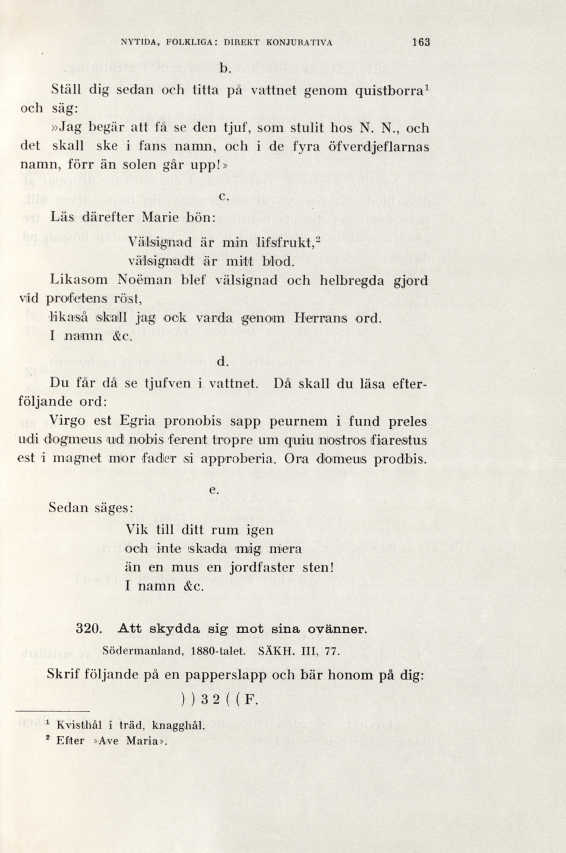 NYTIDA, FOLKLIGA: DIREKT KONJURATIVA 163
b.
Ställ dig sedan och titta på vattnet genom quistborra¹
och säg:
»Jag begär att få se den tjuf, som stulit hos N. N., och
det skall ske i fans namn, och i de fyra öfverdjeflarnas
namn, förr än solen går upp!»
c.
Läs därefter Marie bön:
Välsignad är min lifsfrukt,²
välsignadt är mitt blod.
Likasom Noëman blef välsignad och helbregda gjord
vid profetens röst,
likaså skall jag ock varda genom Herrans ord.
I namn &c.
d.
Du får då se tjufven i vattnet. Då skall du läsa efter-
följande ord:
Virgo est Egria pronobis sapp peurnem i fund preles
udi dogmeus ud nobis ferent tropre um quiu nostros fiarestus
est i magnet mor fader si approberia. Ora domeus prodbis.
e.
Sedan säges:
Vik till ditt rum igen
och inte skada mig mera
än en mus en jordfaster sten!
I namn &c.
320. Att skydda sig mot sina ovänner.
Södermanland, 1880-talet. SÄKH. III, 77.
Skrif följande på en papperslapp och bär honom på dig:
) ) 3 2 ( ( F.
¹ Kvisthål i träd, knagghål.
² Efter »Ave Maria».